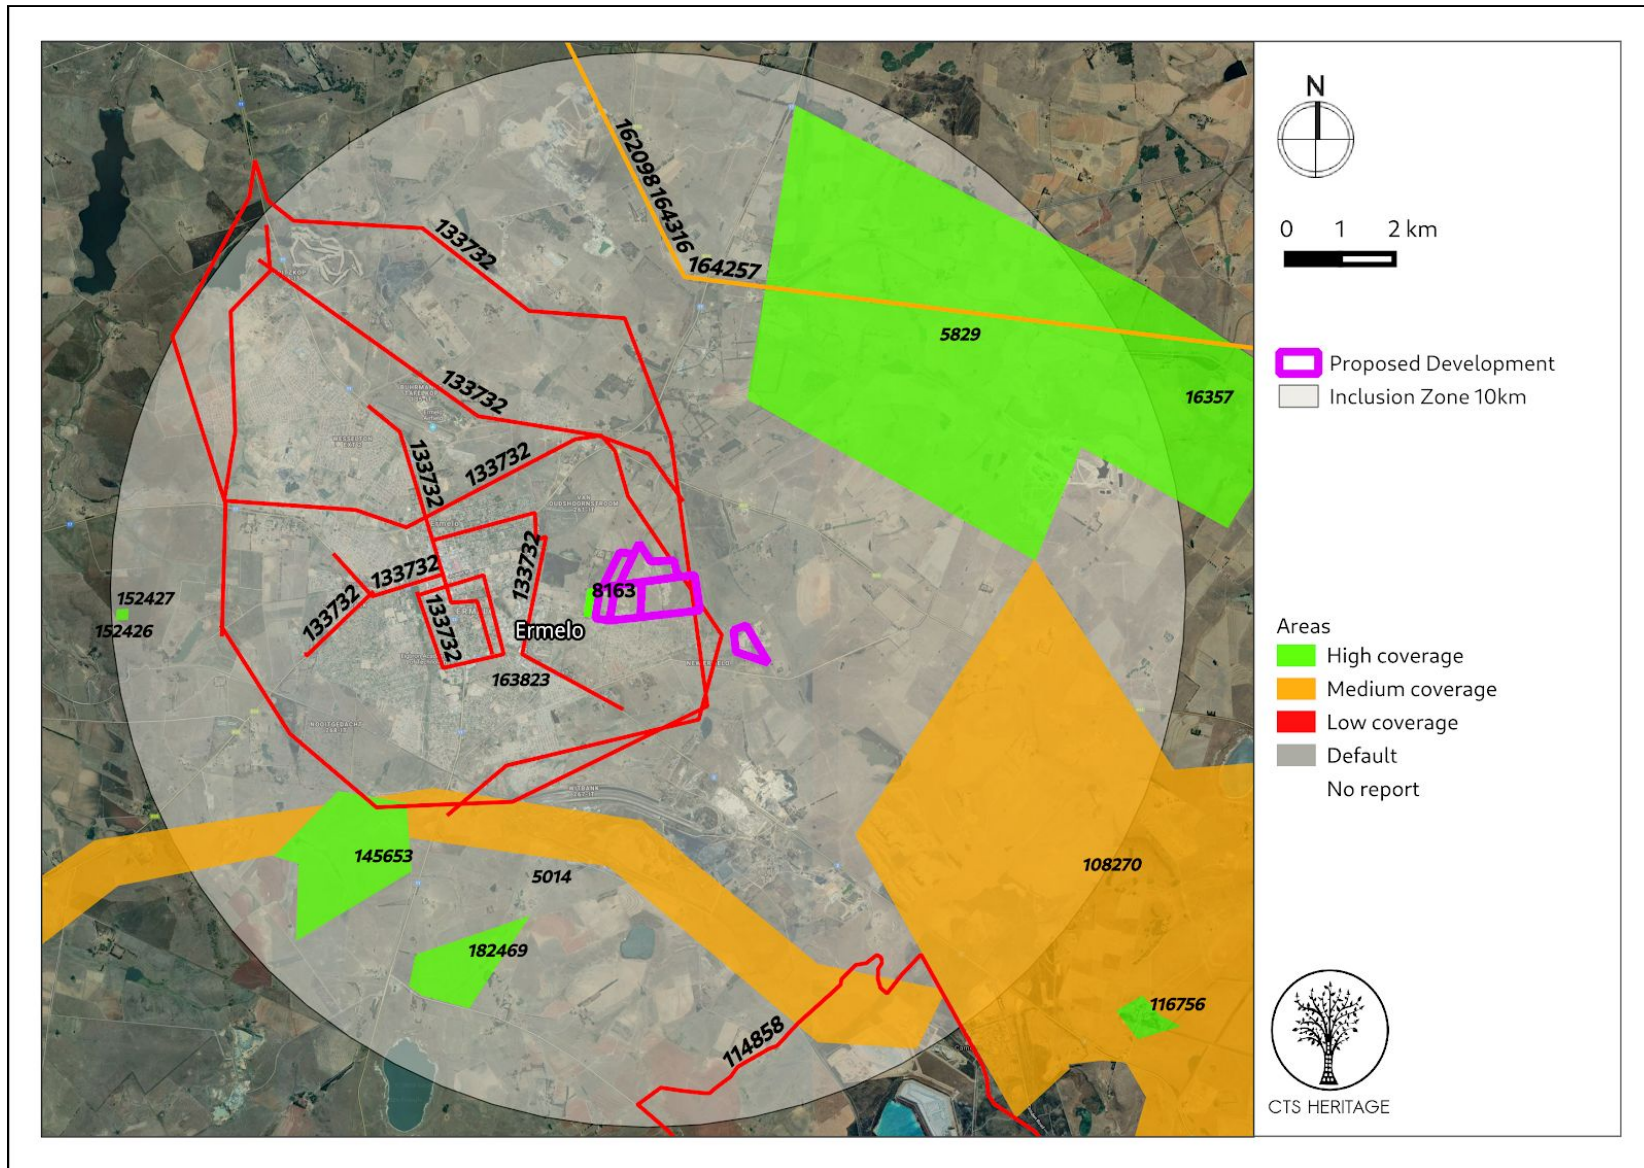 162098
164316
164257
133732
5829
16357
133732
133732
133732
133732
133732
133732
133732
8163
152427
152426
Ermelo
163823
145653
5014
108270
182469
116756
114858
N
0 1 2 km
Proposed Development
Inclusion Zone 10km
Areas
High coverage
Medium coverage
Low coverage
Default
No report
CTS HERITAGE